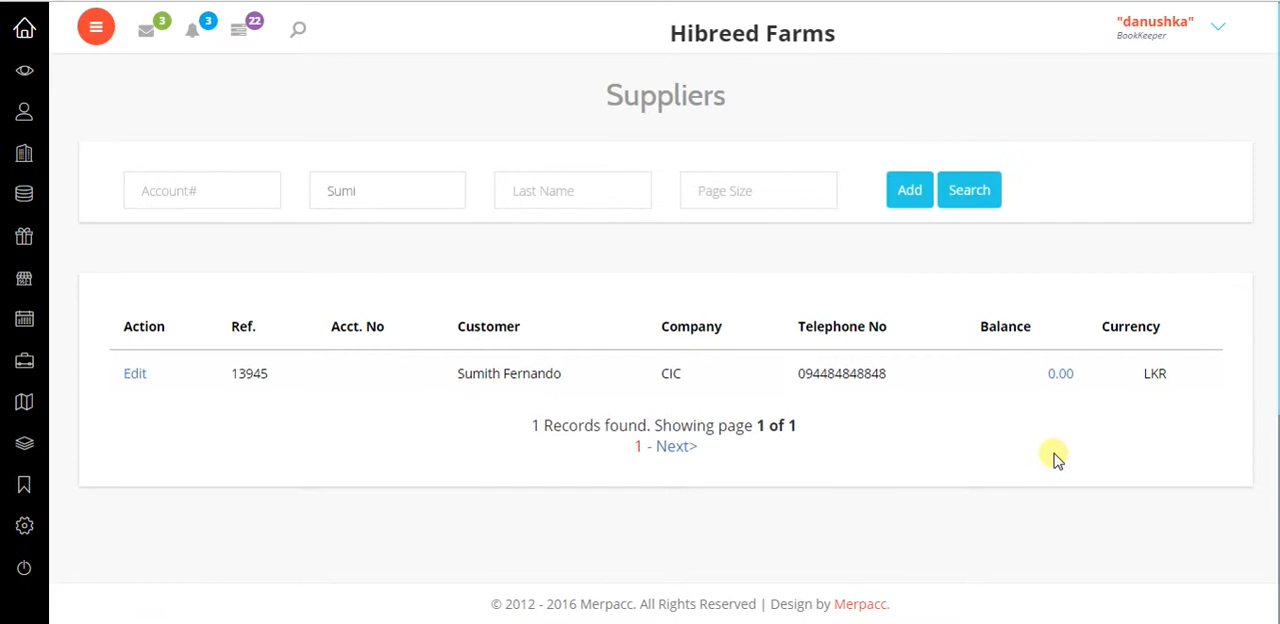 3 3 22
Hibreed Farms
"danushka"
BookKeeper
Suppliers
Account# Sumi Last Name Page Size Add Search
Action Ref. Acct. No Customer Company Telephone No Balance Currency
Edit 13945 Sumith Fernando CIC 094484848848 0.00 LKR
1 Records found. Showing page 1 of 1
1 - Next>
© 2012 - 2016 Merpacc. All Rights Reserved | Design by Merpacc.